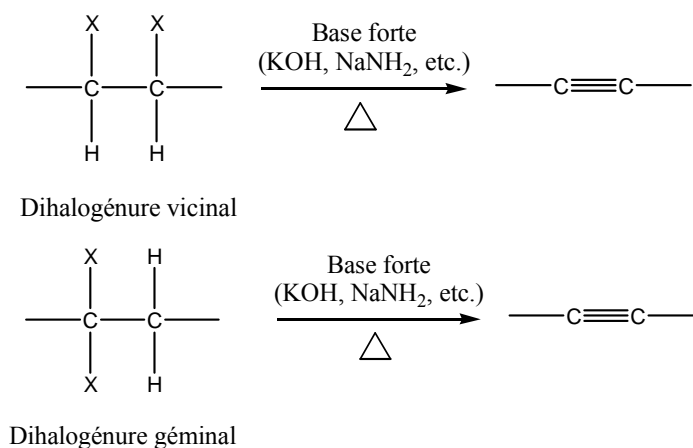 X X
Base forte
(KOH, NaNH₂, etc.)
C C
C C
△
H H
Dihalogénure vicinal
X H
Base forte
(KOH, NaNH₂, etc.)
C C
C C
△
X H
Dihalogénure géminal